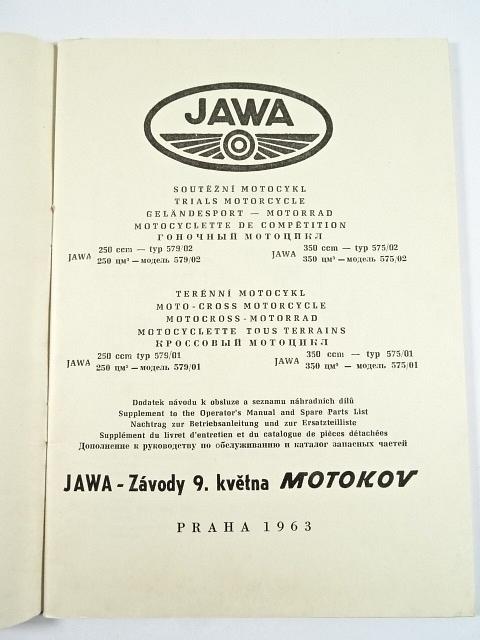 JAWA
SOUTĚŽNÍ MOTOCYKL
TRIALS MOTORCYCLE
GELÄNDESPORT — MOTORRAD
MOTOCYCLETTE DE COMPÉTITION
ГОНОЧНЫЙ МОТОЦИКЛ
JAWA 250 ccm — typ 579/02
250 цм³ — модель 579/02
JAWA 350 ccm — typ 575/02
350 цм³ — модель 575/02
TERÉNNÍ MOTOCYKL
MOTO-CROSS MOTORCYCLE
MOTOCROSS-MOTORRAD
MOTOCYCLETTE TOUS TERRAINS
КРОССОВЫЙ МОТОЦИКЛ
JAWA 250 ccm typ 579/01
250 цм³ — модель 579/01
JAWA 350 ccm — typ 575/01
350 цм³ — модель 575/01
Dodatek návodu k obsluze a seznamu náhradních dílů
Supplement to the Operator's Manual and Spare Parts List
Nachtrag zur Betriebsanleitung und zur Ersatzteilliste
Supplément du livret d'entretien et du catalogue de pièces détachées
Дополнение к руководству по обслуживанию и каталог запасных частей
JAWA - Závody 9. května MOTOKOV
PRAHA 1963